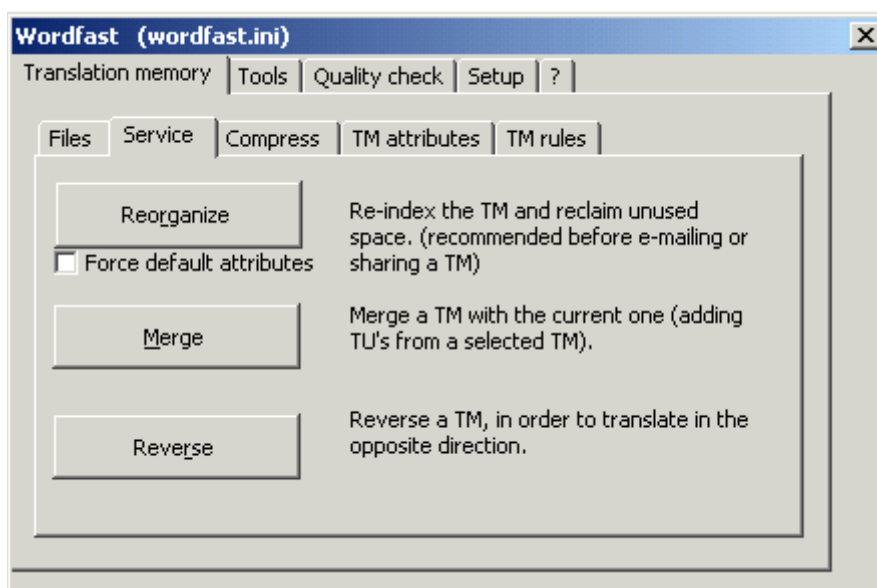 Wordfast (wordfast.ini)
Translation memory Tools Quality check Setup ?
Files Service Compress TM attributes TM rules
Reorganize
Re-index the TM and reclaim unused
space. (recommended before e-mailing or
sharing a TM)
Force default attributes
Merge
Merge a TM with the current one (adding
TU's from a selected TM).
Reverse
Reverse a TM, in order to translate in the
opposite direction.